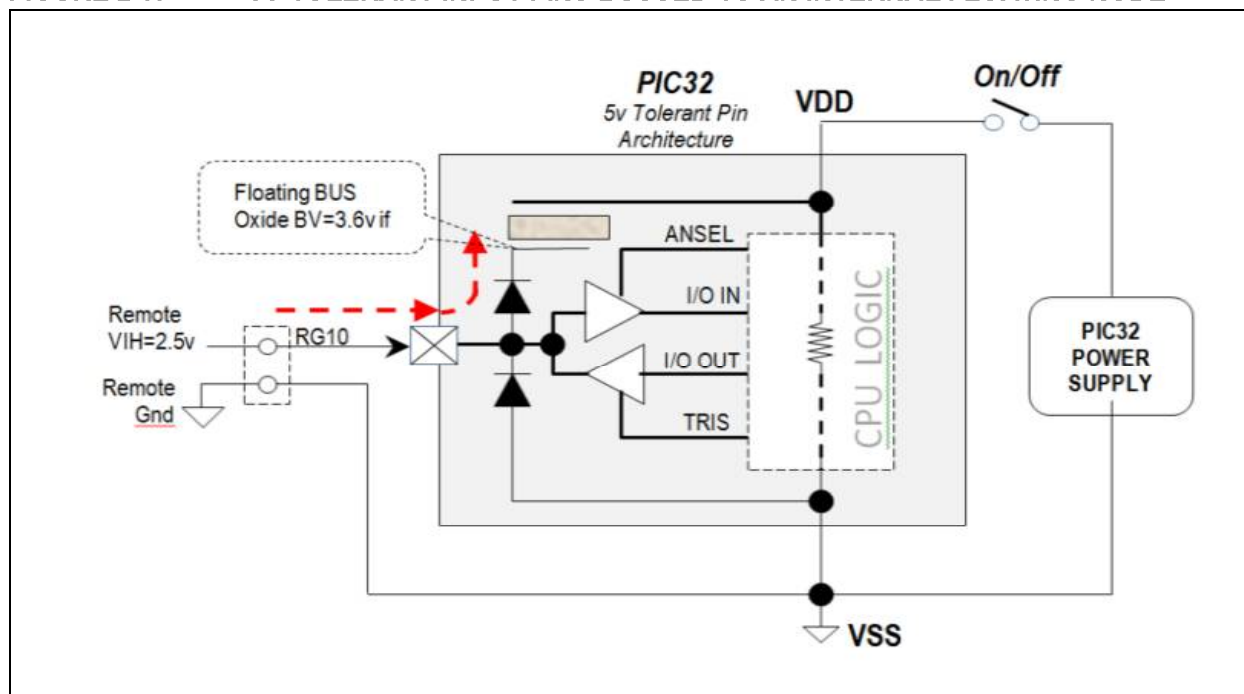 PIC32
5v Tolerant Pin
Architecture
VDD
On/Off
Floating BUS
Oxide BV=3.6v if
ANSEL
I/O IN
Remote
VIH=2.5v
RG10
I/O OUT
CPU LOGIC
PIC32
POWER
SUPPLY
Remote
Gnd
TRIS
VSS